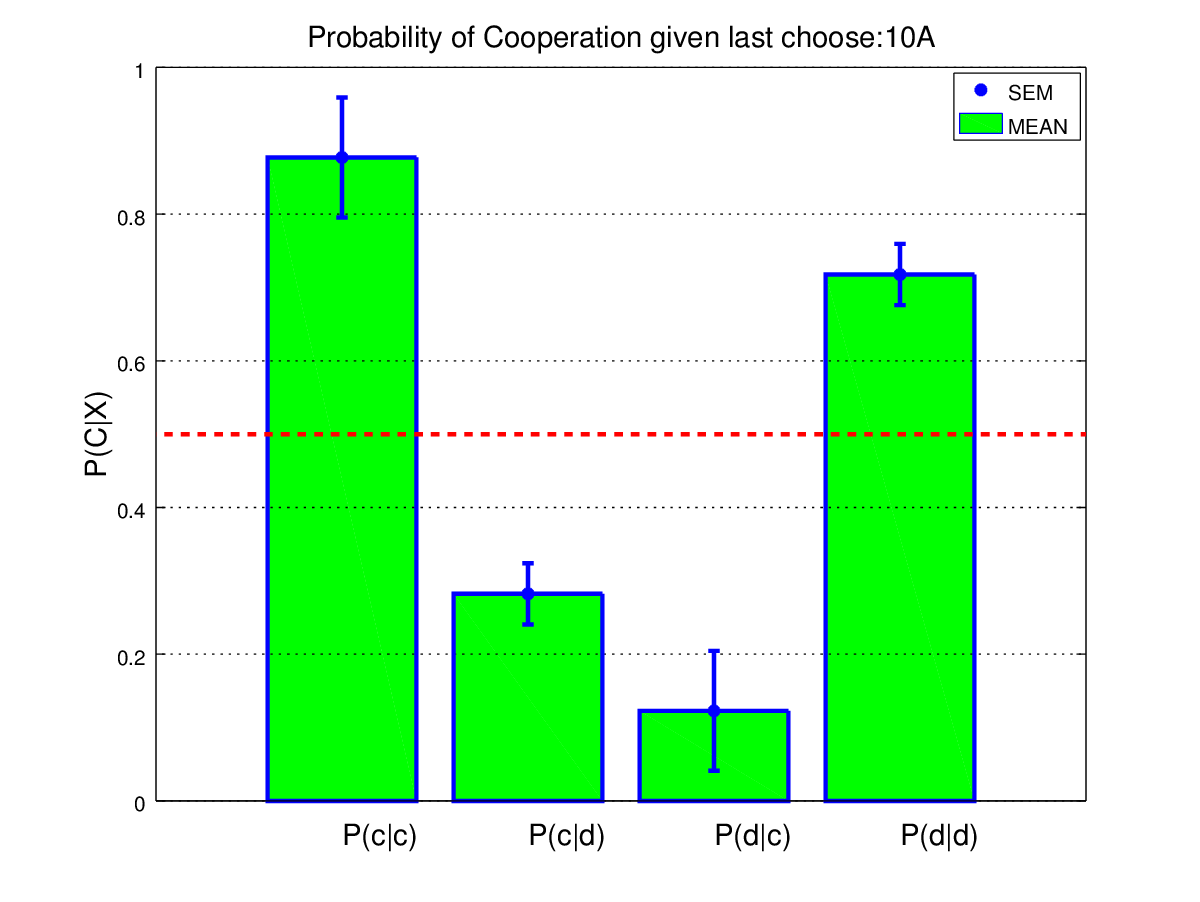 Probability of Cooperation given last choose:10A
1
0.8
0.6
0.4
0.2
0
P(C|X)
SEM
MEAN
P(c|c) P(c|d) P(d|c) P(d|d)